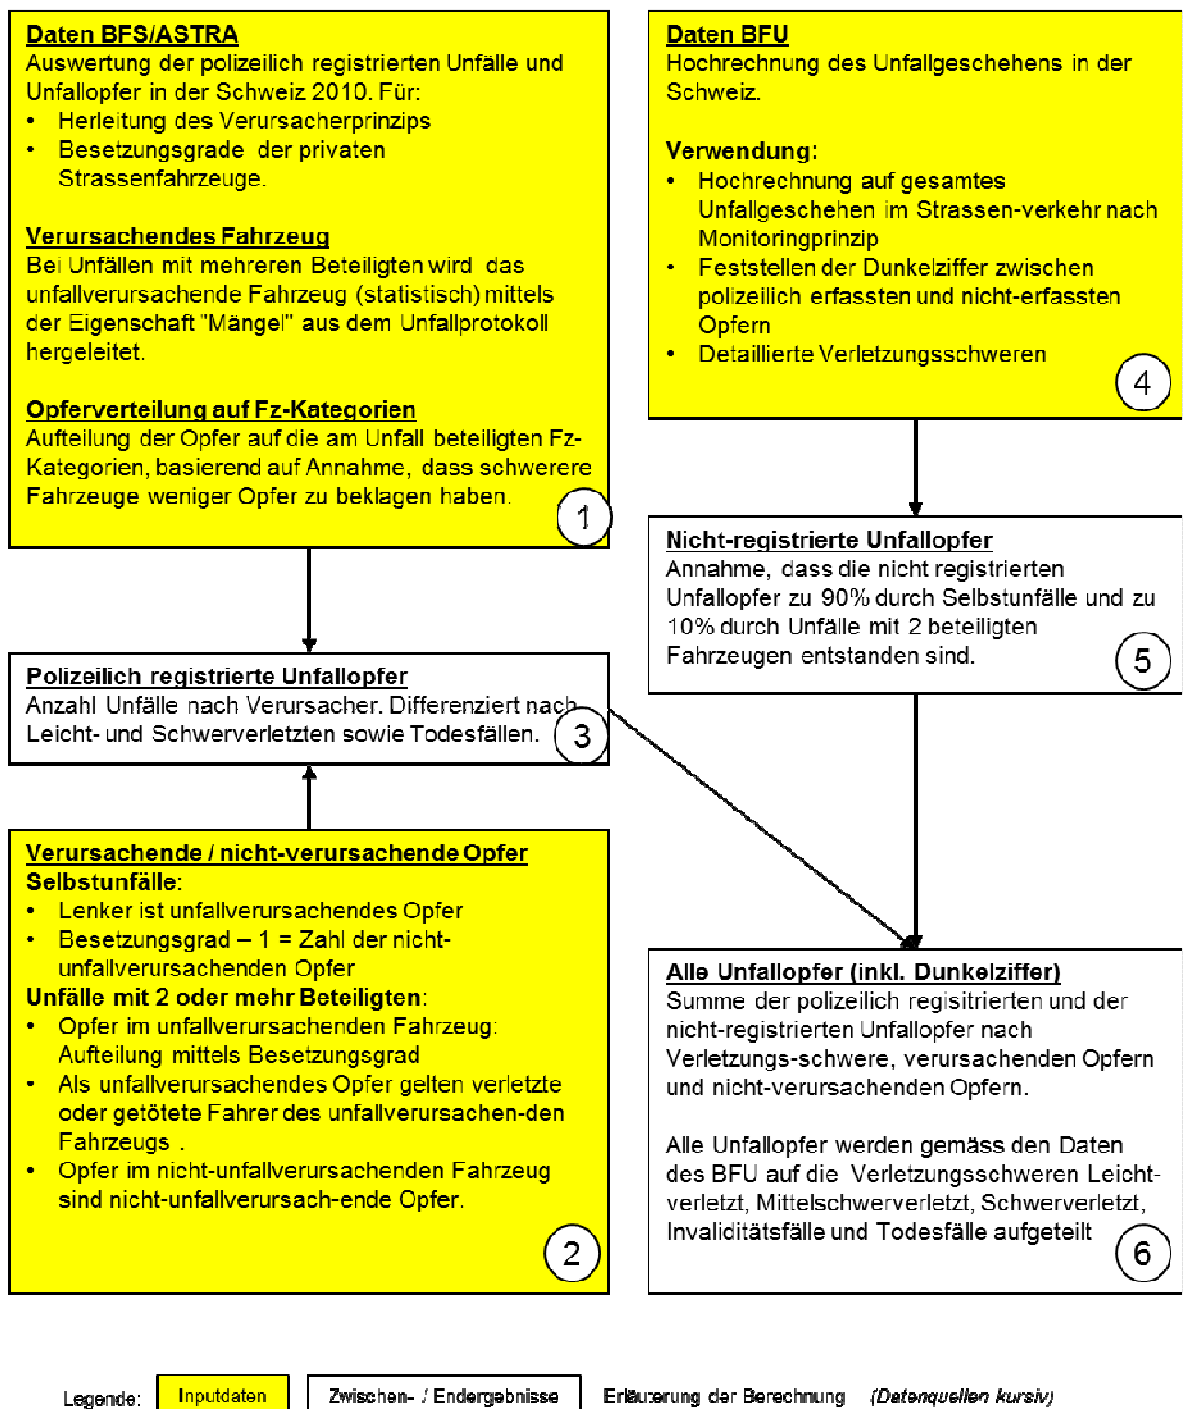 Daten BFS/ASTRA
Auswertung der polizeilich registrierten Unfälle und
Unfallopfer in der Schweiz 2010. Für:
• Herleitung des Verursacherprinzips
• Besetzungsgrade der privaten
Strassenfahrzeuge.
Verursachendes Fahrzeug
Bei Unfällen mit mehreren Beteiligten wird das
unfallverursachende Fahrzeug (statistisch) mittels
der Eigenschaft "Mängel" aus dem Unfallprotokoll
hergeleitet.
Opferverteilung auf Fz-Kategorien
Aufteilung der Opfer auf die am Unfall beteiligten Fz-
Kategorien, basierend auf Annahme, dass schwerere
Fahrzeuge weniger Opfer zu beklagen haben.
1
Polizeilich registrierte Unfallopfer
Anzahl Unfälle nach Verursacher. Differenziert nach
Leicht- und Schwerverletzten sowie Todesfällen.
3
Verursachende / nicht-verursachende Opfer
Selbstunfälle:
• Lenker ist unfallverursachendes Opfer
• Besetzungsgrad – 1 = Zahl der nicht-
unfallverursachenden Opfer
Unfälle mit 2 oder mehr Beteiligten:
• Opfer im unfallverursachenden Fahrzeug:
Aufteilung mittels Besetzungsgrad
• Als unfallverursachendes Opfer gelten verletzte
oder getötete Fahrer des unfallverursachen-den
Fahrzeugs .
• Opfer im nicht-unfallverursachenden Fahrzeug
sind nicht-unfallverursach-ende Opfer.
2
Daten BFU
Hochrechnung des Unfallgeschehens in der
Schweiz.
Verwendung:
• Hochrechnung auf gesamtes
Unfallgeschehen im Strassen-verkehr nach
Monitoringprinzip
• Feststellen der Dunkelziffer zwischen
polizeilich erfassten und nicht-erfassten
Opfern
• Detaillierte Verletzungsschweren
4
Nicht-registrierte Unfallopfer
Annahme, dass die nicht registrierten
Unfallopfer zu 90% durch Selbstunfälle und zu
10% durch Unfälle mit 2 beteiligten
Fahrzeugen entstanden sind.
5
Alle Unfallopfer (inkl. Dunkelziffer)
Summe der polizeilich regisitrierten und der
nicht-registrierten Unfallopfer nach
Verletzungs-schwere, verursachenden Opfern
und nicht-verursachenden Opfern.
Alle Unfallopfer werden gemäss den Daten
des BFU auf die Verletzungsschweren Leicht-
verletzt, Mittelschwerverletzt, Schwerverletzt,
Invaliditätsfälle und Todesfälle aufgeteilt
6
Legende: Inputdaten Zwischen- / Endergebnisse Erläuterung der Berechnung (Datenquellen kursiv)